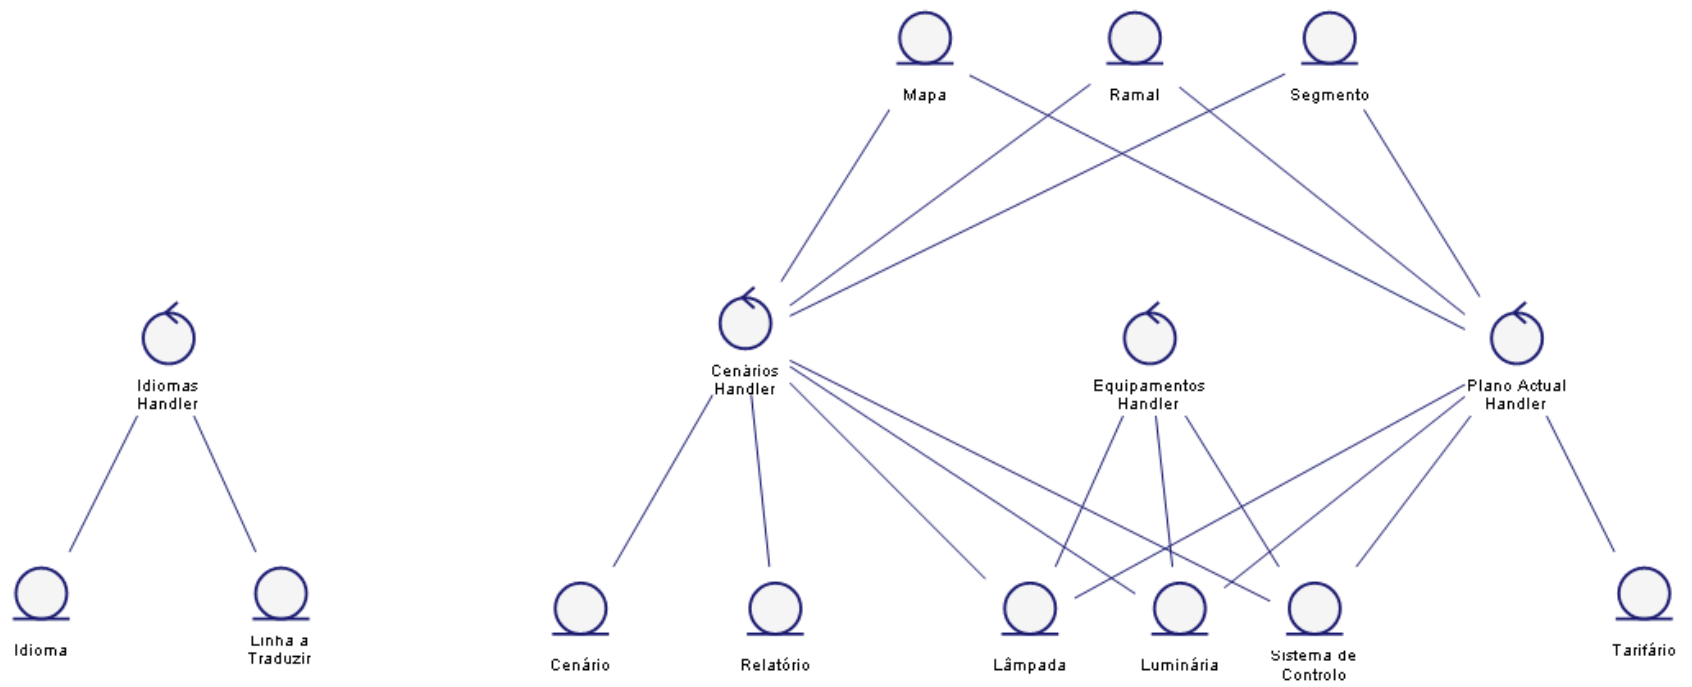 Mapa
Ramal
Segmento
Idiomas
Handler
Cenários
Handler
Equipamentos
Handler
Plano Actual
Handler
Idioma
Linha a
Traduzir
Cenário
Relatório
Lâmpada
Luminária
Sistema de
Controlo
Tarifário